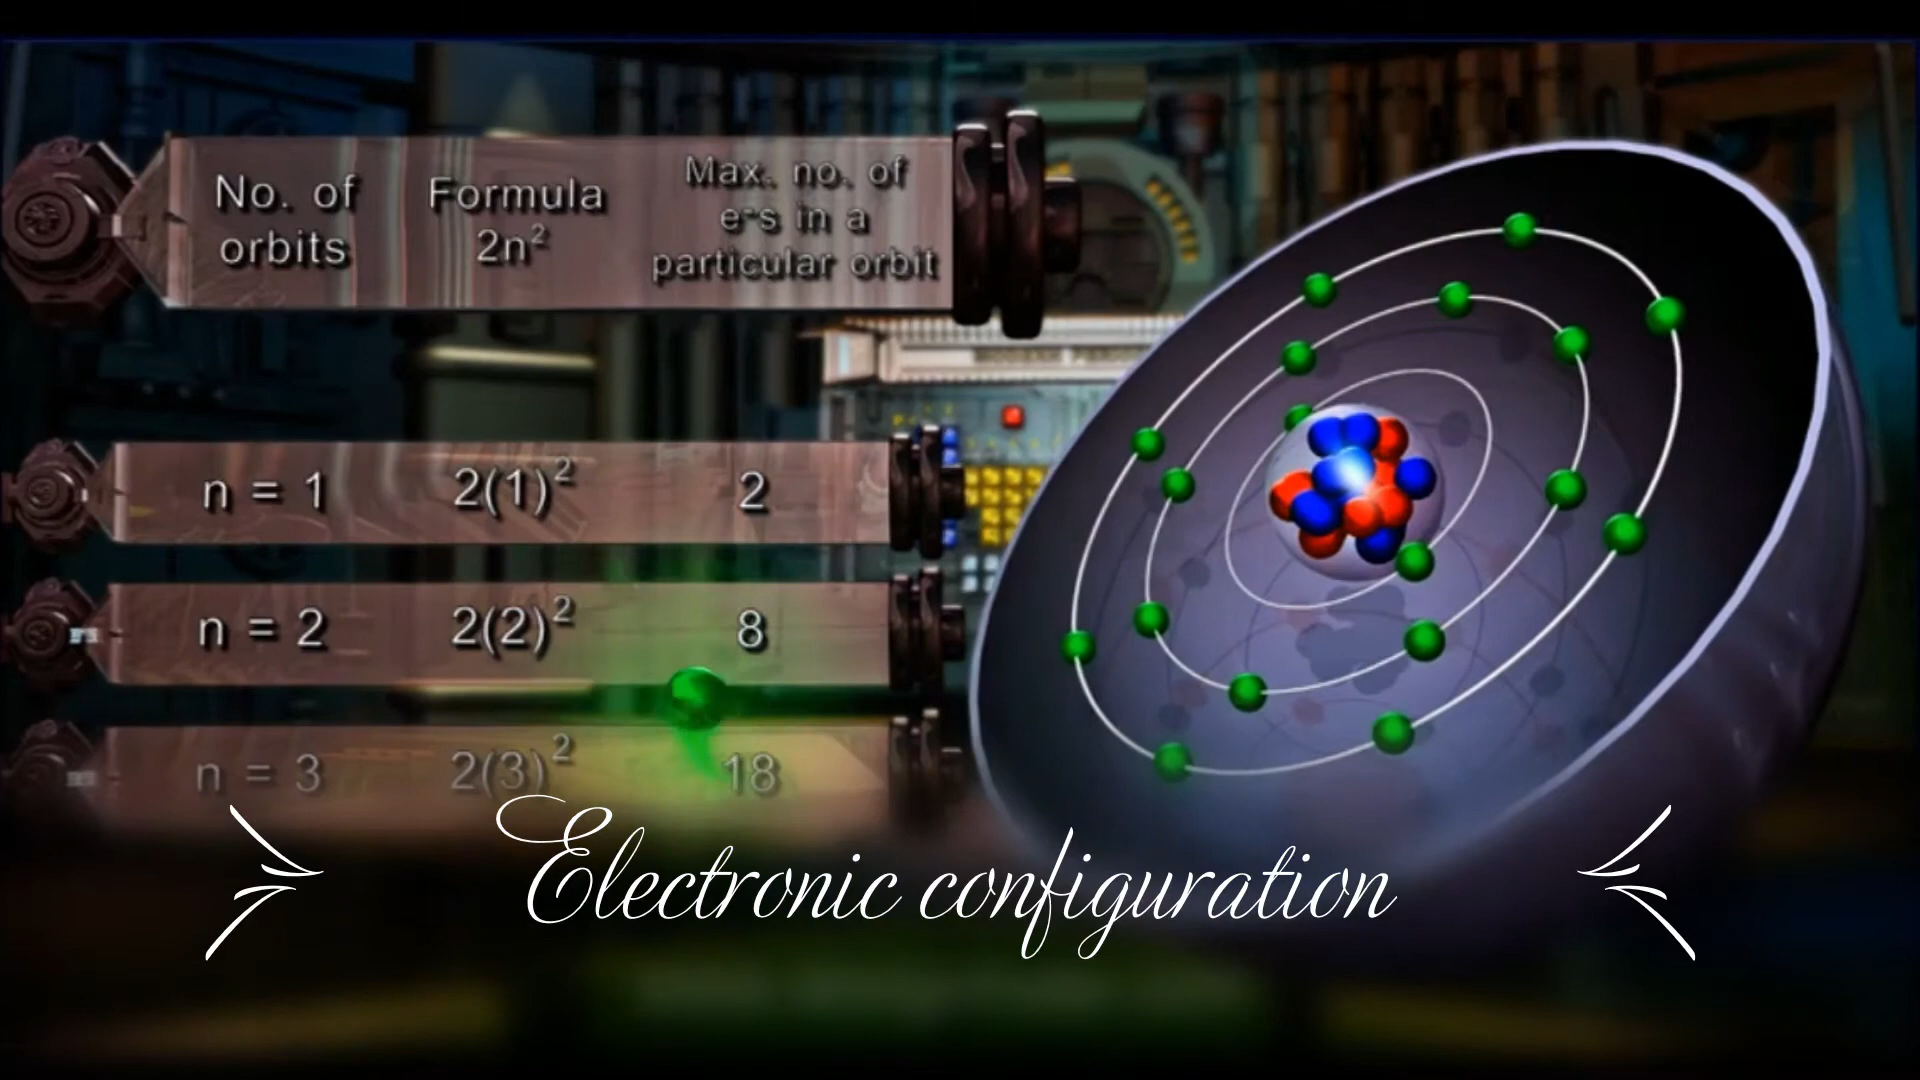 No. of orbits
Formula 2n²
Max. no. of e-s in a particular orbit
n = 1 2(1)² 2
n = 2 2(2)² 8
n = 3 2(3)² 18
Electronic configuration